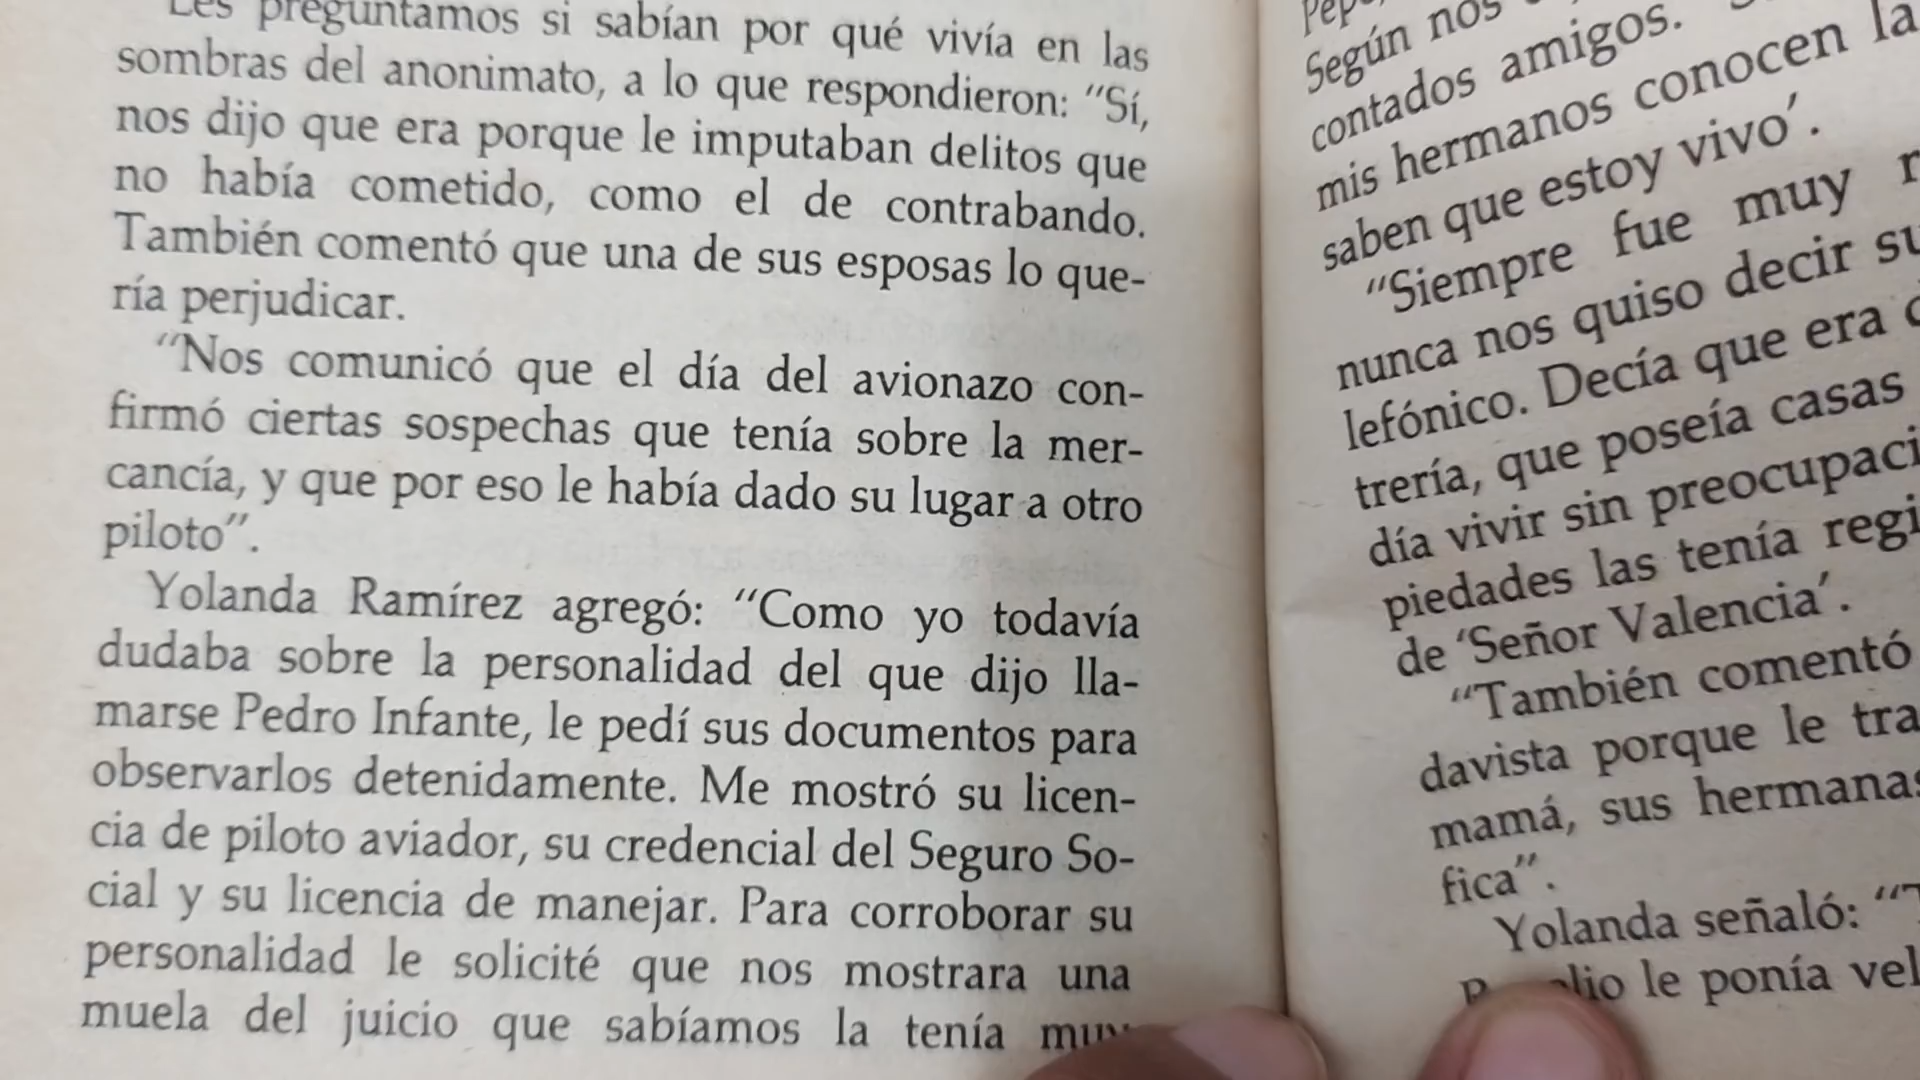 Les preguntamos si sabían por qué vivía en las
sombras del anonimato, a lo que respondieron: “Sí,
nos dijo que era porque le imputaban delitos que
no había cometido, como el de contrabando.
También comentó que una de sus esposas lo que-
ría perjudicar.
“Nos comunicó que el día del avionazo con-
firmó ciertas sospechas que tenía sobre la mer-
cancía, y que por eso le había dado su lugar a otro
piloto”.
Yolanda Ramírez agregó: “Como yo todavía
dudaba sobre la personalidad del que dijo lla-
marse Pedro Infante, le pedí sus documentos para
observarlos detenidamente. Me mostró su licen-
cia de piloto aviador, su credencial del Seguro So-
cial y su licencia de manejar. Para corroborar su
personalidad le solicité que nos mostrara una
muela del juicio que sabíamos la tenía muy
Según nos
contados amigos.
mis hermanos conocen la
saben que estoy vivo’.
“Siempre fue muy
nunca nos quiso decir su
lefónico. Decía que era
trería, que poseía casas
día vivir sin preocupaci
piedades las tenía regi
de ‘Señor Valencia’.
“También comentó
davista porque le tra
mamá, sus hermanas
fica”.
Yolanda señaló:
le ponía vel